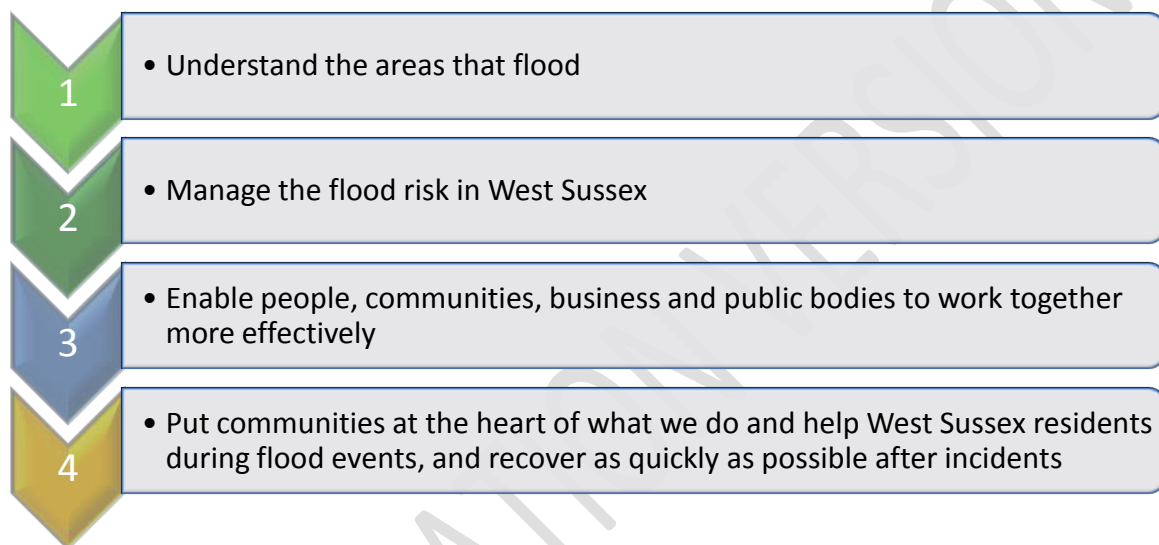 1
• Understand the areas that flood
2
• Manage the flood risk in West Sussex
3
• Enable people, communities, business and public bodies to work together
more effectively
4
• Put communities at the heart of what we do and help West Sussex residents
during flood events, and recover as quickly as possible after incidents
ATION VERSION